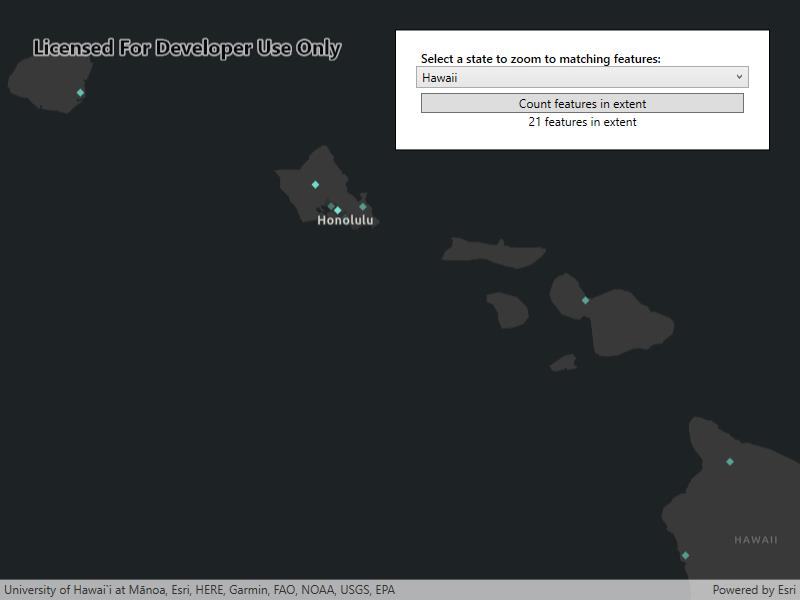 Licensed For Developer Use Only
Select a state to zoom to matching features:
Hawaii
Count features in extent
21 features in extent
Honolulu
HAWAII
University of Hawai`i at Mānoa, Esri, HERE, Garmin, FAO, NOAA, USGS, EPA
Powered by Esri